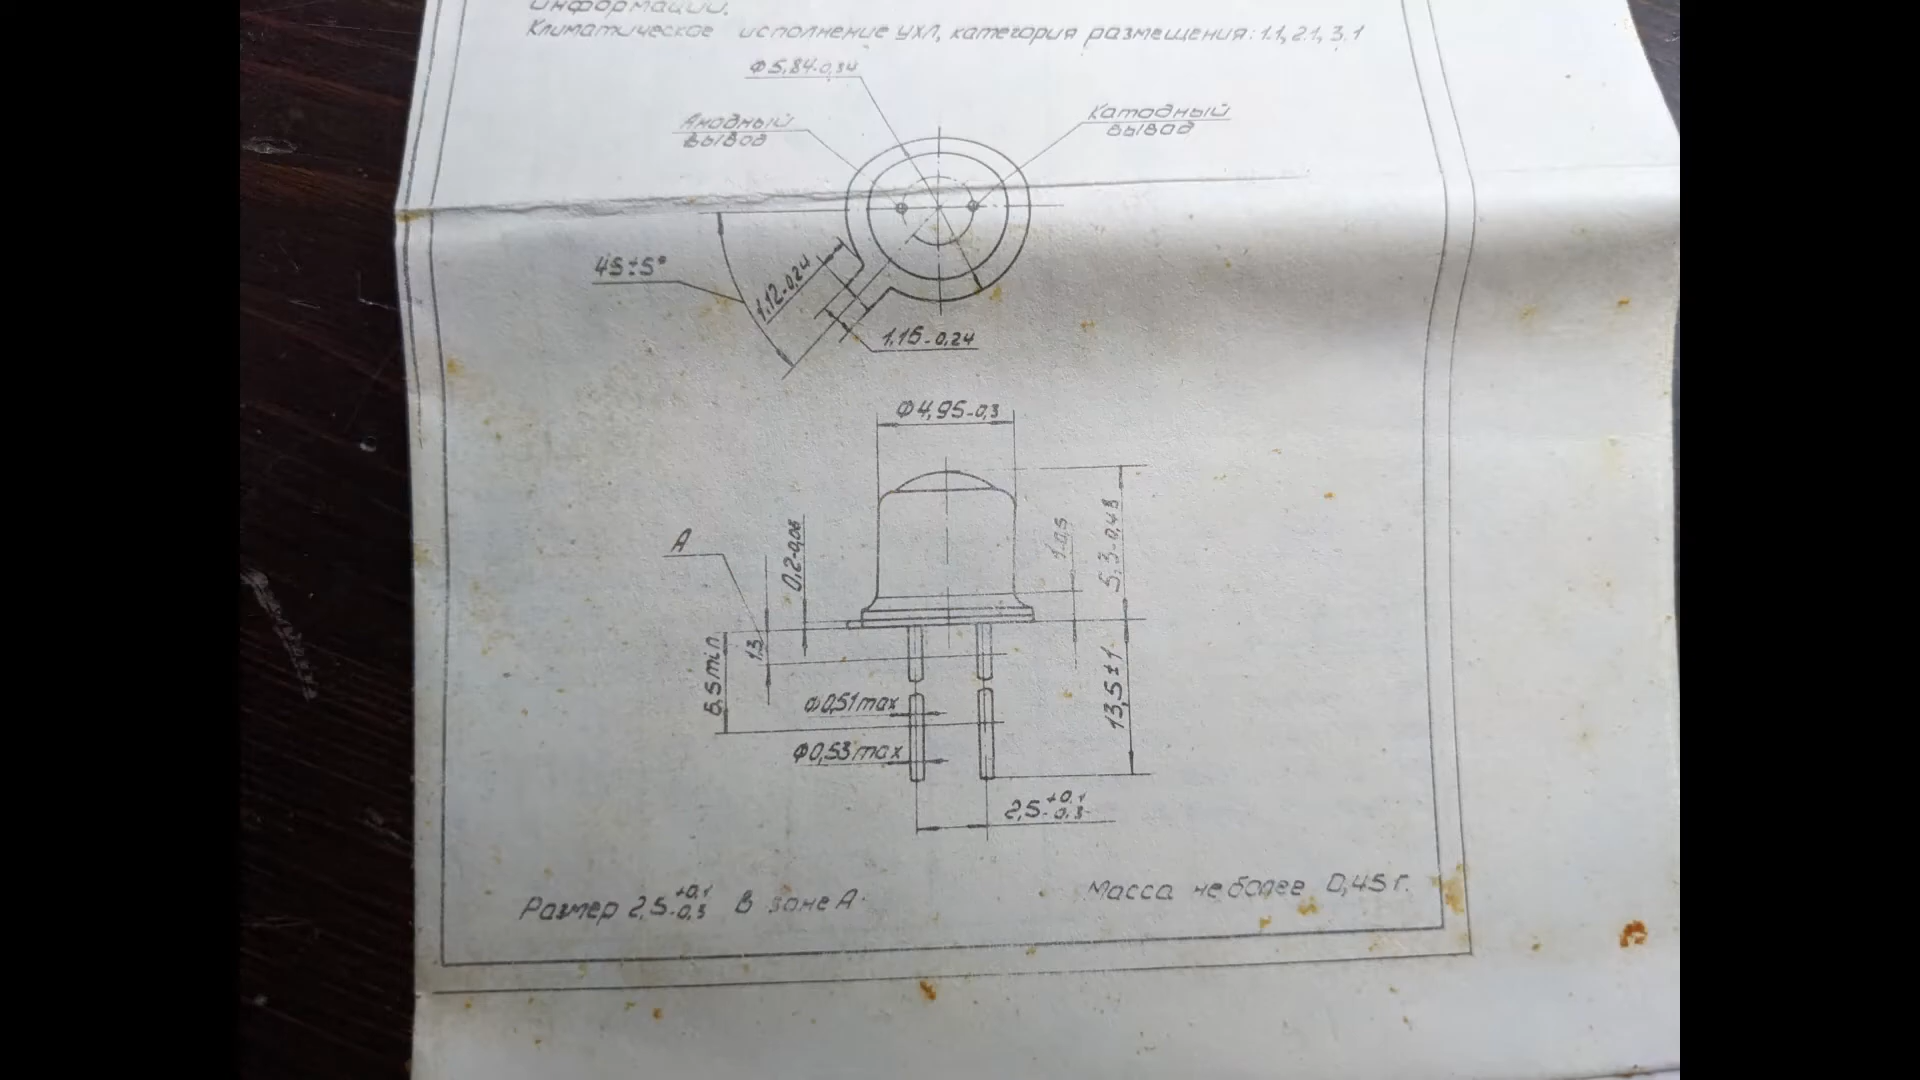 информации.
Климатическое исполнение УХЛ, категория размещения: 1.1, 2.1, 3.1
Ф5,84-0,34
Анодный
вывод
Катодный
вывод
45±5°
1,12-0,24
1,15-0,24
Ф4,95-0,3
А
0,2-0,06
1-0,5
5,3-0,48
13
6,5min
Ф0,51max
Ф0,53max
13,5±1
2,5 +0,1 -0,3
Размер 2,5 +0,1 -0,3 в зоне А
Масса не более 0,45 г.